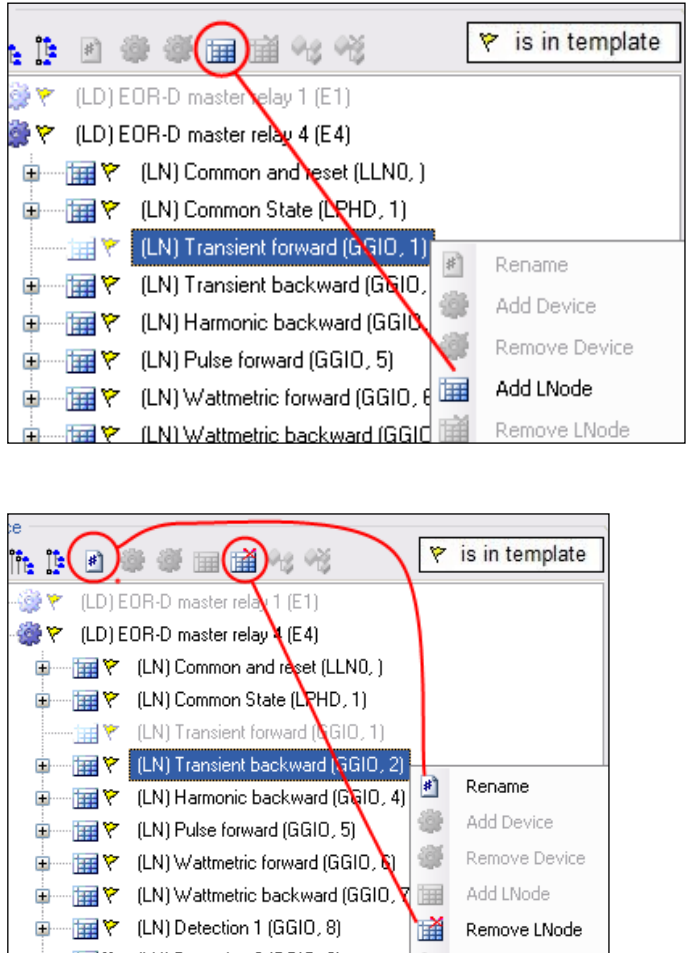 is in template
(LD) EOR-D master relay 1 (E1)
(LD) EOR-D master relay 4 (E4)
(LN) Common and reset (LLN0, )
(LN) Common State (LPHD, 1)
(LN) Transient forward (GGIO, 1)
(LN) Transient backward (GGIO,
(LN) Harmonic backward (GGIO,
(LN) Pulse forward (GGIO, 5)
(LN) Wattmetric forward (GGIO, 6
(LN) Wattmetric backward (GGIO
Rename
Add Device
Remove Device
Add LNode
Remove LNode
ce
is in template
(LD) EOR-D master relay 1 (E1)
(LD) EOR-D master relay 4 (E4)
(LN) Common and reset (LLN0, )
(LN) Common State (LPHD, 1)
(LN) Transient forward (GGIO, 1)
(LN) Transient backward (GGIO, 2)
(LN) Harmonic backward (GGIO, 4)
(LN) Pulse forward (GGIO, 5)
(LN) Wattmetric forward (GGIO, 6)
(LN) Wattmetric backward (GGIO, 7
(LN) Detection 1 (GGIO, 8)
Rename
Add Device
Remove Device
Add LNode
Remove LNode